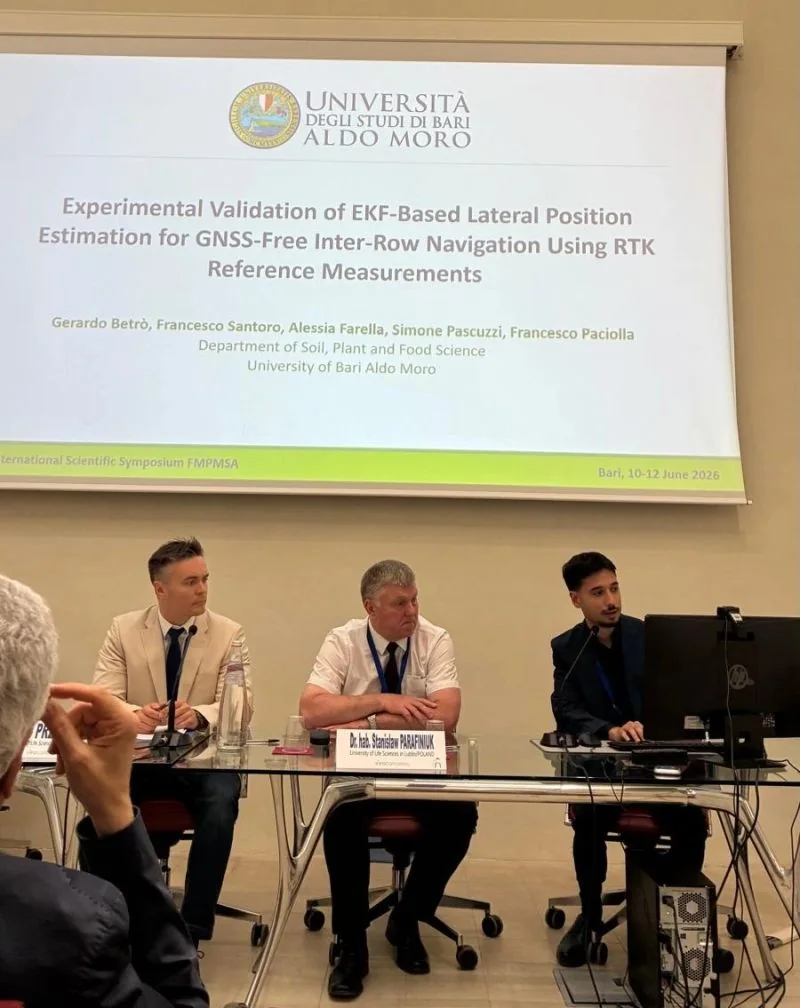 UNIVERSITÀ
DEGLI STUDI DI BARI
ALDO MORO
Experimental Validation of EKF-Based Lateral Position
Estimation for GNSS-Free Inter-Row Navigation Using RTK
Reference Measurements
Gerardo Betrò, Francesco Santoro, Alessia Farella, Simone Pascuzzi, Francesco Paciolla
Department of Soil, Plant and Food Science
University of Bari Aldo Moro
ternational Scientific Symposium FMPMSA
Bari, 10-12 June 2026
Dr. hab. Stanisław PARAFINIUK
University of Life Sciences in Lublin/POLAND